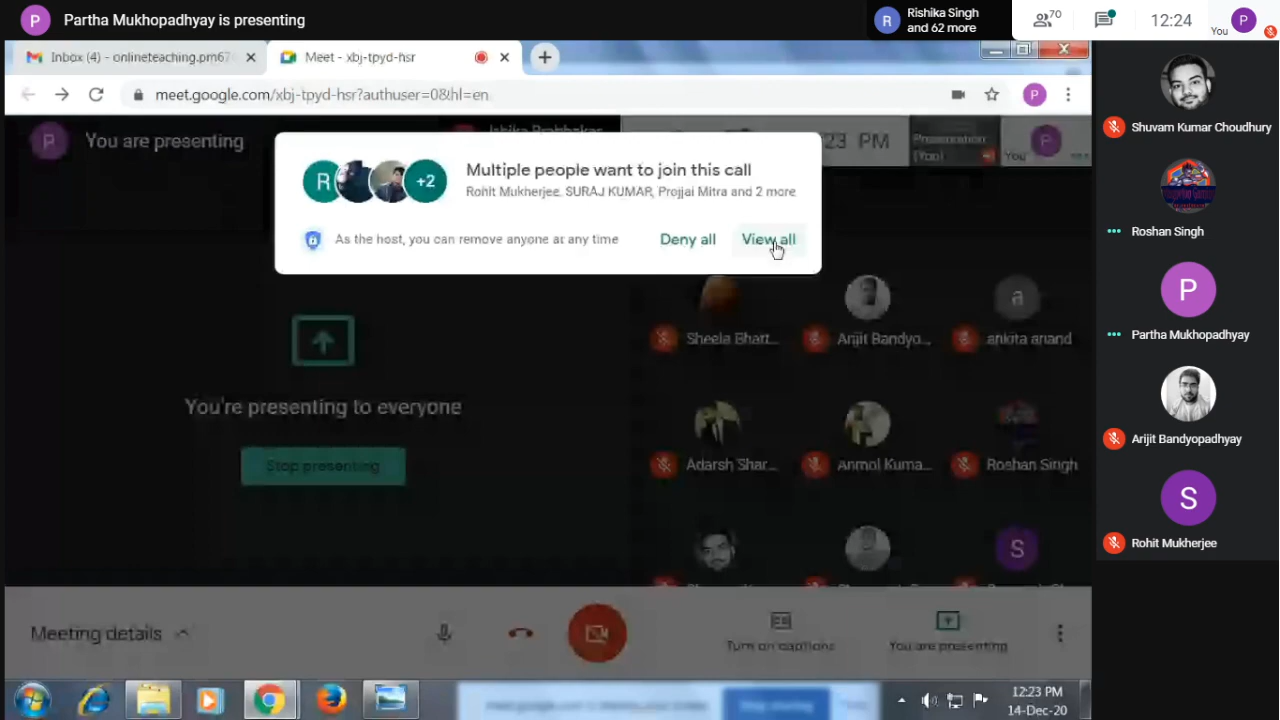 P
Partha Mukhopadhyay is presenting
R
Rishika Singh
and 62 more
70
12:24
You
P
Inbox (4) - onlineteaching.pm67
Meet - xbj-tpyd-hsr
meet.google.com/xbj-tpyd-hsr?authuser=0&hl=en
P
P
You are presenting
Ishika Prabhakar
23 PM
Presentation
(You)
You
Multiple people want to join this call
R
+2
Rohit Mukherjee, SURAJ KUMAR, Projjal Mitra and 2 more
As the host, you can remove anyone at any time
Deny all
View all
You're presenting to everyone
Stop presenting
Sheela Bhatt...
Arijit Bandyo...
a
ankita anand
Adarsh Shar...
Anmol Kuma...
Roshan Singh
S
Meeting details
Turn on captions
You are presenting
12:23 PM
14-Dec-20
Shuvam Kumar Choudhury
Roshan Singh
P
Partha Mukhopadhyay
Arijit Bandyopadhyay
S
Rohit Mukherjee